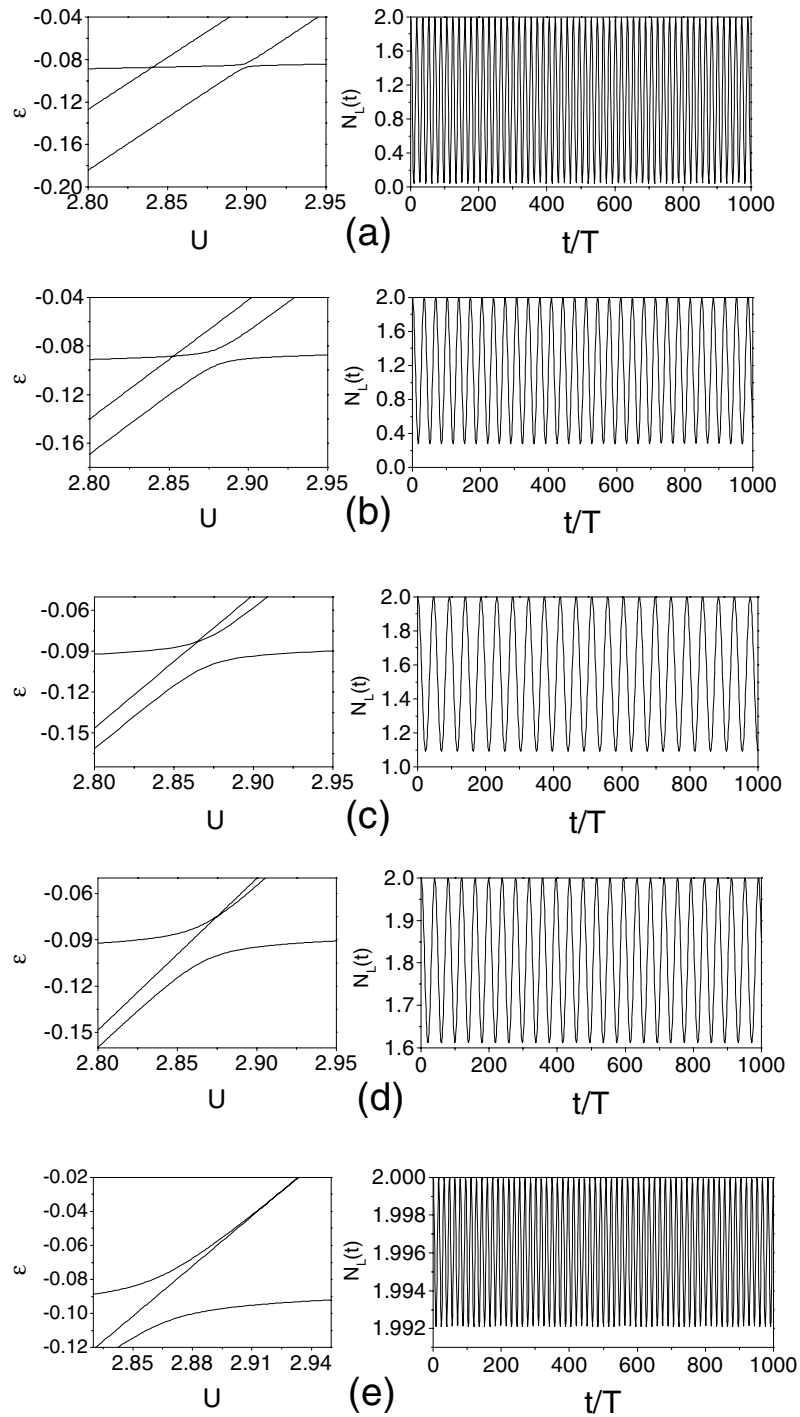 -0.04
-0.08
-0.12
-0.16
-0.20
ε
2.80 2.85 2.90 2.95
U
2.0
1.6
1.2
0.8
0.4
0.0
N_L(t)
0 200 400 600 800 1000
t/T
(a)
-0.04
-0.08
-0.12
-0.16
ε
2.80 2.85 2.90 2.95
U
2.0
1.6
1.2
0.8
0.4
0.0
N_L(t)
0 200 400 600 800 1000
t/T
(b)
-0.06
-0.09
-0.12
-0.15
ε
2.80 2.85 2.90 2.95
U
2.0
1.8
1.6
1.4
1.2
1.0
N_L(t)
0 200 400 600 800 1000
t/T
(c)
-0.06
-0.09
-0.12
-0.15
ε
2.80 2.85 2.90 2.95
U
2.0
1.9
1.8
1.7
1.6
N_L(t)
0 200 400 600 800 1000
t/T
(d)
-0.02
-0.04
-0.06
-0.08
-0.10
-0.12
ε
2.85 2.88 2.91 2.94
U
2.000
1.998
1.996
1.994
1.992
N_L(t)
0 200 400 600 800 1000
t/T
(e)